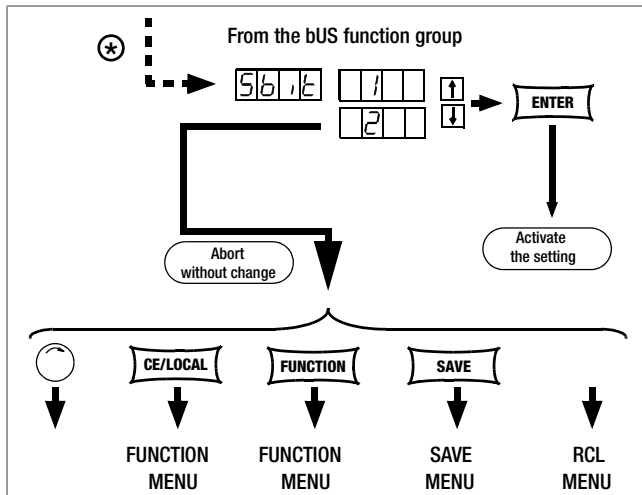 From the bUS function group
Sbit 1
2
ENTER
Abort
without change
Activate
the setting
CE/LOCAL FUNCTION SAVE
FUNCTION MENU
FUNCTION MENU
SAVE MENU
RCL MENU